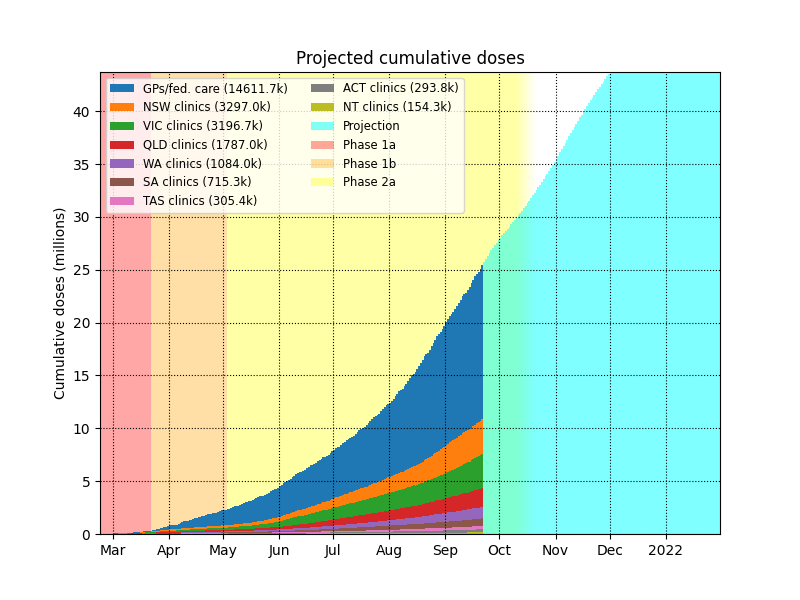 Projected cumulative doses
GPs/fed. care (14611.7k)
NSW clinics (3297.0k)
VIC clinics (3196.7k)
QLD clinics (1787.0k)
WA clinics (1084.0k)
SA clinics (715.3k)
TAS clinics (305.4k)
ACT clinics (293.8k)
NT clinics (154.3k)
Projection
Phase 1a
Phase 1b
Phase 2a
Cumulative doses (millions)
40
35
30
25
20
15
10
5
0
Mar Apr May Jun Jul Aug Sep Oct Nov Dec 2022